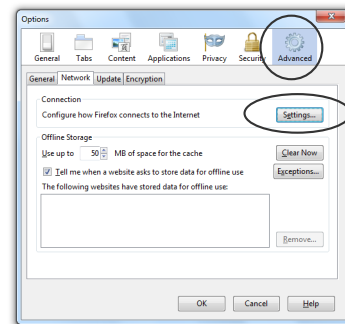 Options
General Tabs Content Applications Privacy Security Advanced
General Network Update Encryption
Connection
Configure how Firefox connects to the Internet Settings...
Offline Storage
Use up to 50 MB of space for the cache Clear Now
Tell me when a website asks to store data for offline use Exceptions...
The following websites have stored data for offline use:
Remove...
OK Cancel Help